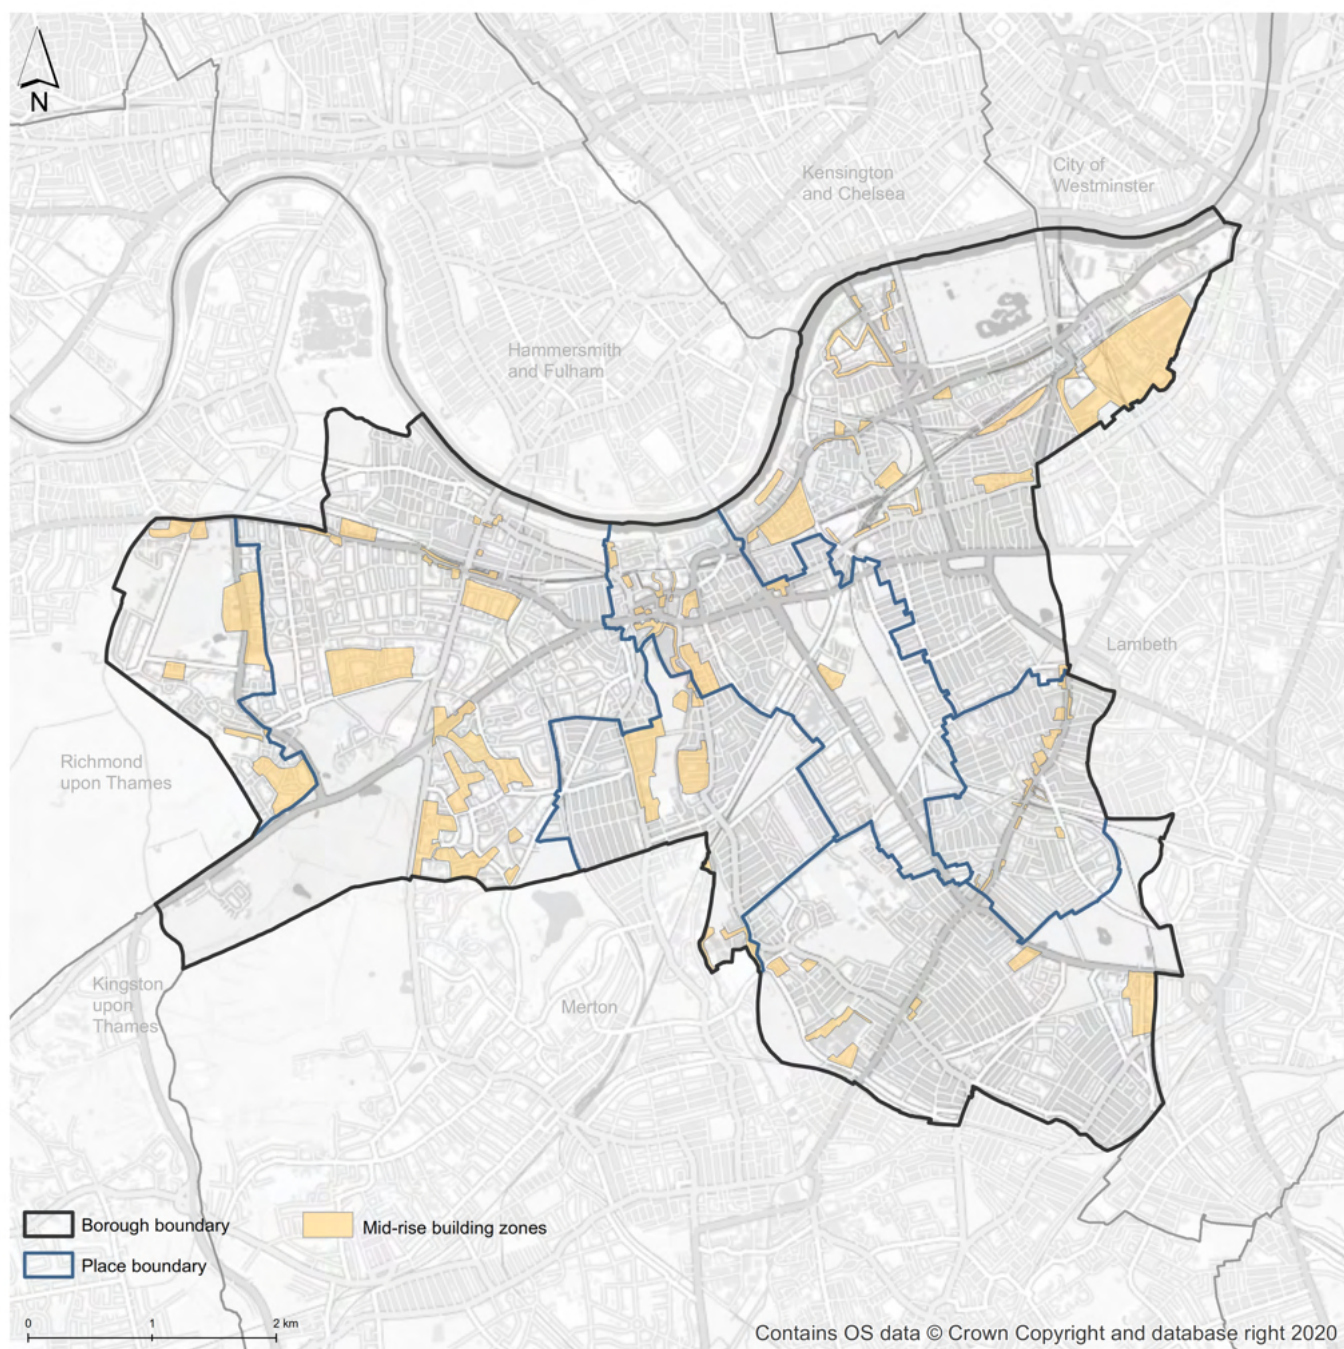 N
Kensington
and Chelsea
City of
Westminster
Hammersmith
and Fulham
Lambeth
Richmond
upon Thames
Kingston
upon
Thames
Merton
Borough boundary
Mid-rise building zones
Place boundary
0 1 2 km
Contains OS data © Crown Copyright and database right 2020